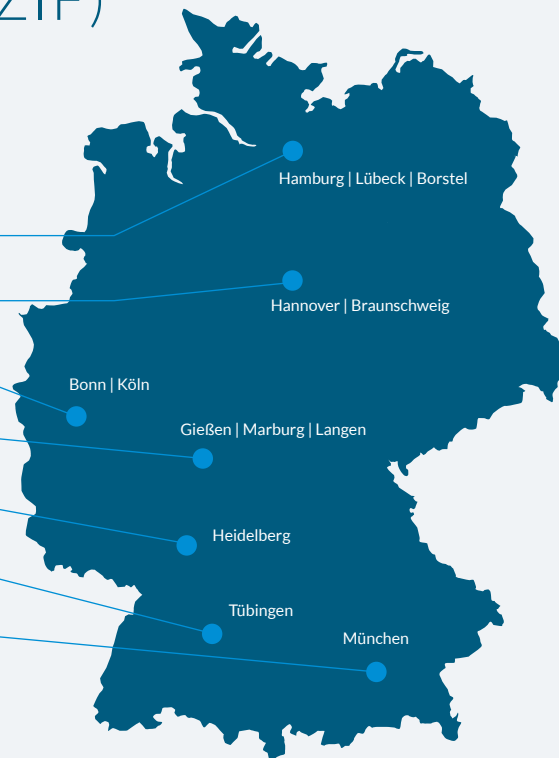 ZIF)
Hamburg | Lübeck | Borstel
Hannover | Braunschweig
Bonn | Köln
Gießen | Marburg | Langen
Heidelberg
Tübingen
München